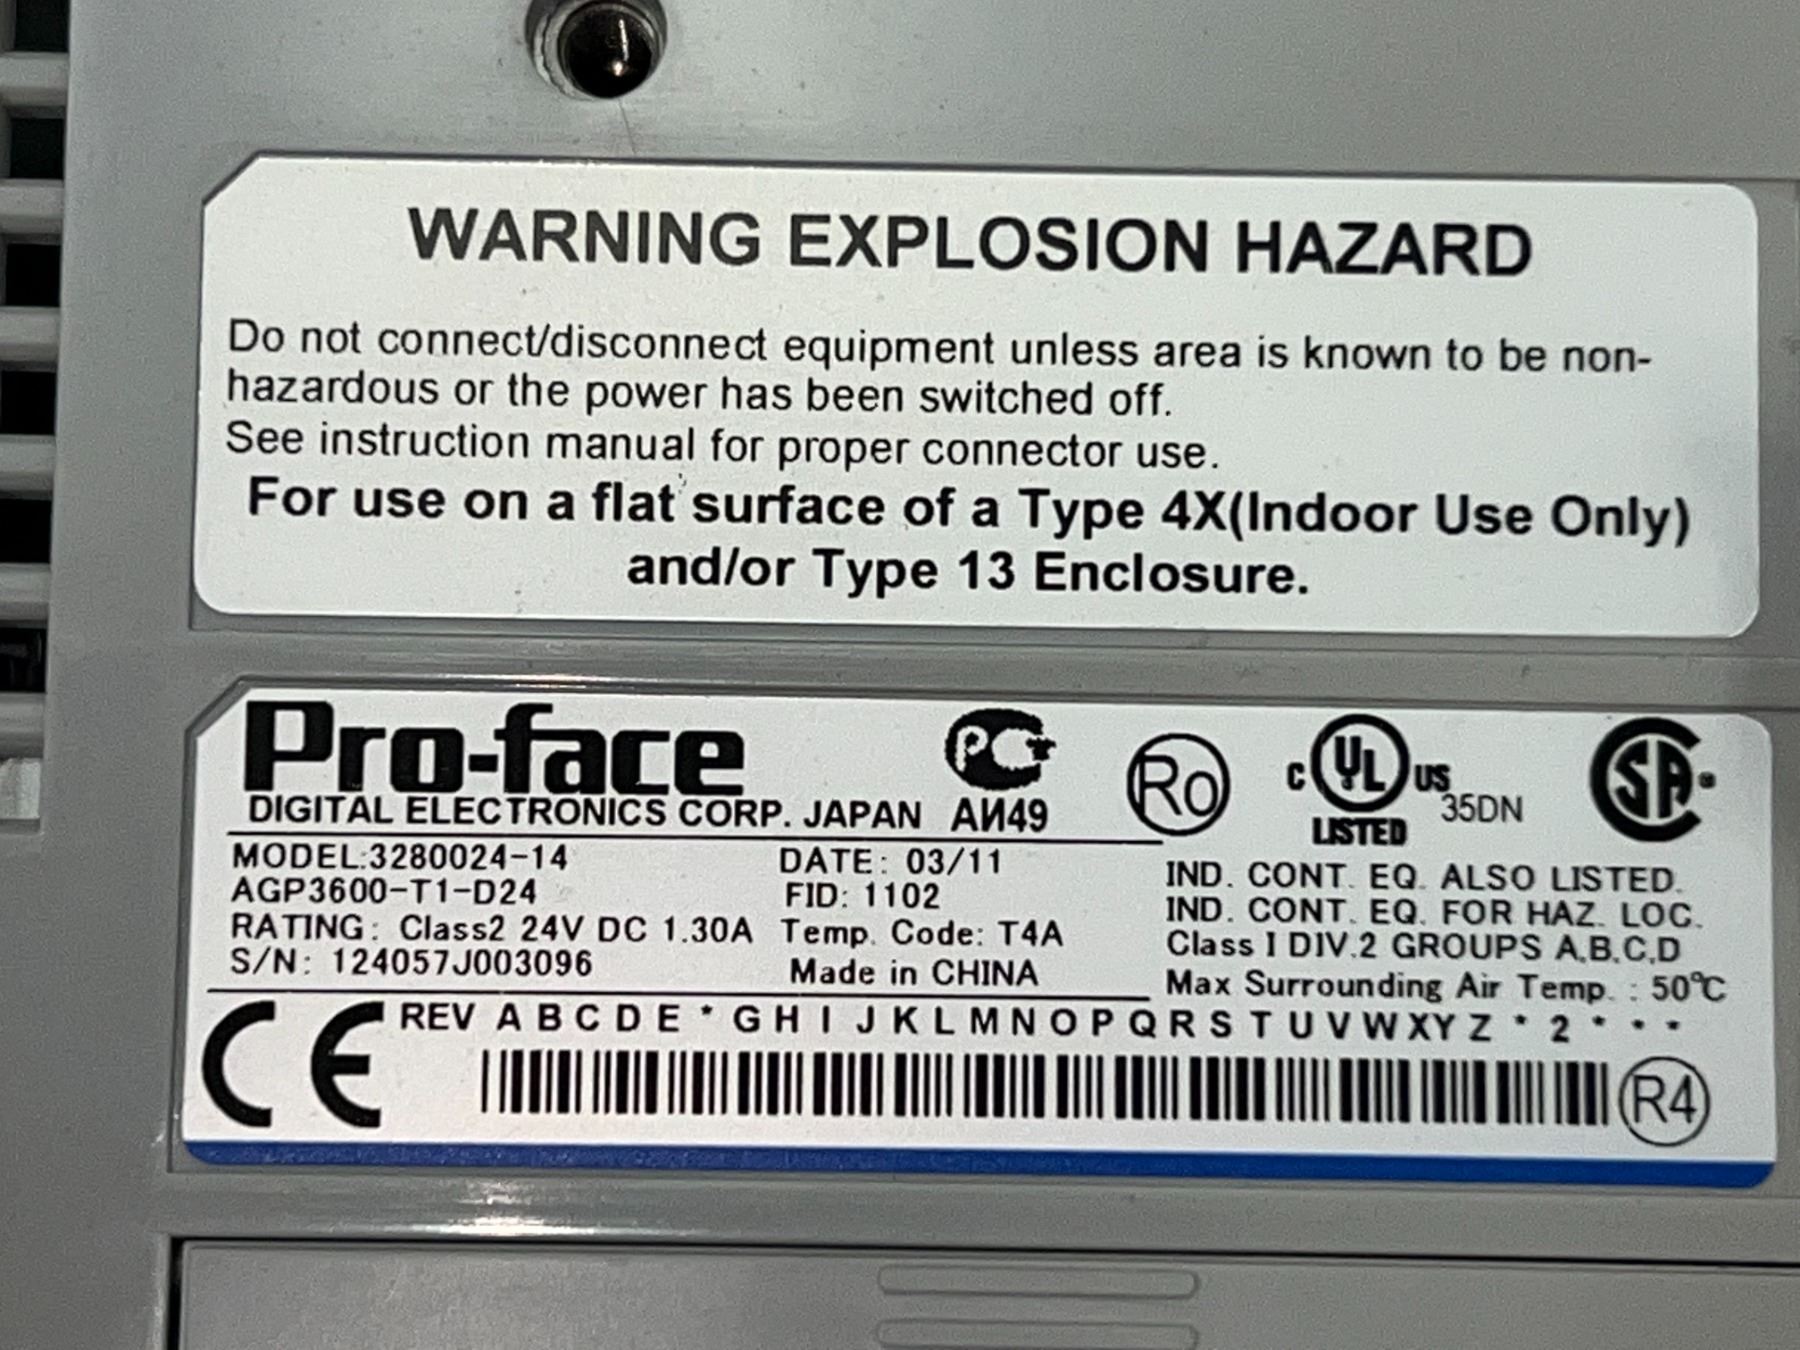 WARNING EXPLOSION HAZARD
Do not connect/disconnect equipment unless area is known to be non-
hazardous or the power has been switched off.
See instruction manual for proper connector use.
For use on a flat surface of a Type 4X(Indoor Use Only)
and/or Type 13 Enclosure.
Pro-face
DIGITAL ELECTRONICS CORP. JAPAN
PCT
АИ49
Ro
C UL US
LISTED
35DN
SA
MODEL:3280024-14
AGP3600-T1-D24
RATING: Class2 24V DC 1.30A
S/N: 124057J003096
DATE: 03/11
FID: 1102
Temp. Code: T4A
Made in CHINA
IND. CONT. EQ. ALSO LISTED.
IND. CONT. EQ. FOR HAZ. LOC.
Class I DIV.2 GROUPS A,B,C,D
Max Surrounding Air Temp. : 50℃
CE
REV A B C D E * G H I J K L M N O P Q R S T U V W X Y Z * 2 * • •
R4